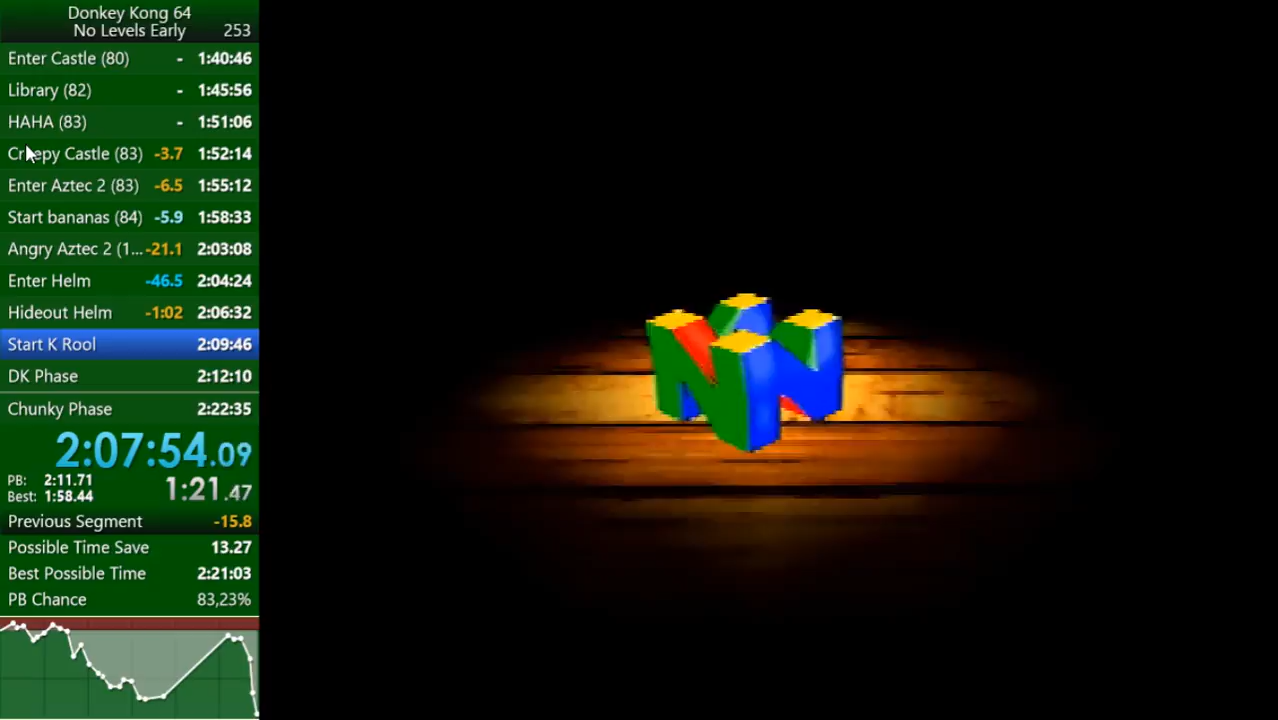 Donkey Kong 64
No Levels Early 253
Enter Castle (80) - 1:40:46
Library (82) - 1:45:56
HAHA (83) - 1:51:06
Creepy Castle (83) -3.7 1:52:14
Enter Aztec 2 (83) -6.5 1:55:12
Start bananas (84) -5.9 1:58:33
Angry Aztec 2 (1... -21.1 2:03:08
Enter Helm -46.5 2:04:24
Hideout Helm -1:02 2:06:32
Start K Rool 2:09:46
DK Phase 2:12:10
Chunky Phase 2:22:35
2:07:54.09
PB: 2:11.71
Best: 1:58.44 1:21.47
Previous Segment -15.8
Possible Time Save 13.27
Best Possible Time 2:21:03
PB Chance 83,23%